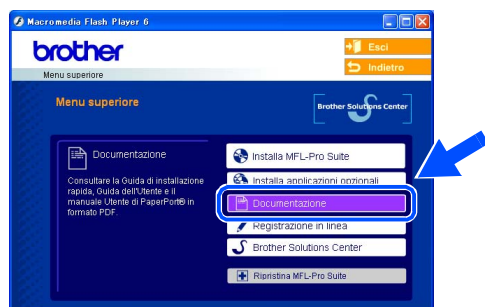 Macromedia Flash Player 6
brother
Esci
Indietro
Menu superiore
Menu superiore
Brother Solutions Center
Documentazione
Consultare la Guida di installazione
rapida, Guida dell'Utente e il
manuale Utente di PaperPort® in
formato PDF.
Installa MFL-Pro Suite
Installa applicazioni opzionali
Documentazione
Registrazione in linea
Brother Solutions Center
Ripristina MFL-Pro Suite